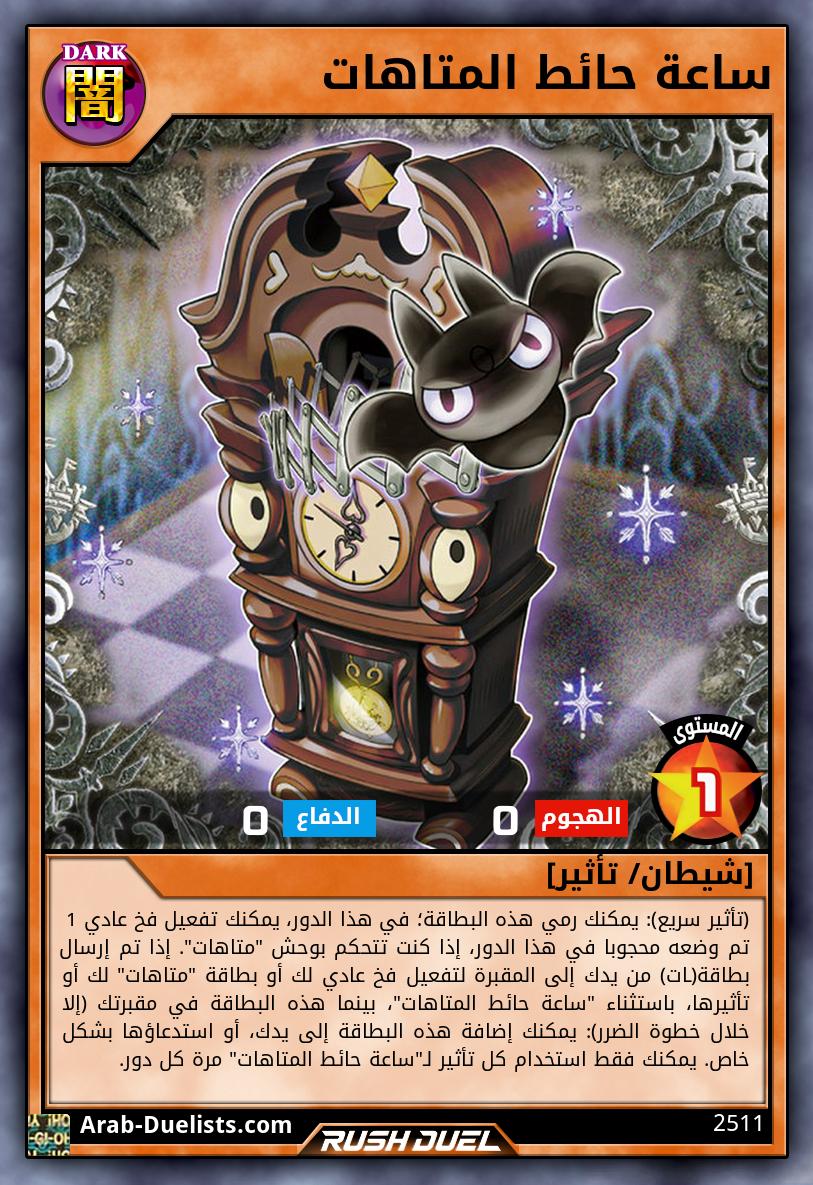 DARK
闇
ساعة حائط المتاهات
المستوى
1
الهجوم 0
الدفاع 0
[شيطان/ تأثير]
(تأثير سريع): يمكنك رمي هذه البطاقة؛ في هذا الدور، يمكنك تفعيل فخ عادي 1
تم وضعه محجوبا في هذا الدور، إذا كنت تتحكم بوحش "متاهات". إذا تم إرسال
بطاقة(ـات) من يدك إلى المقبرة لتفعيل فخ عادي لك أو بطاقة "متاهات" لك أو
تأثيرها، باستثناء "ساعة حائط المتاهات"، بينما هذه البطاقة في مقبرتك (إلا
خلال خطوة الضرر): يمكنك إضافة هذه البطاقة إلى يدك، أو استدعاؤها بشكل
خاص. يمكنك فقط استخدام كل تأثير لـ"ساعة حائط المتاهات" مرة كل دور.
Arab-Duelists.com
RUSH DUEL
2511